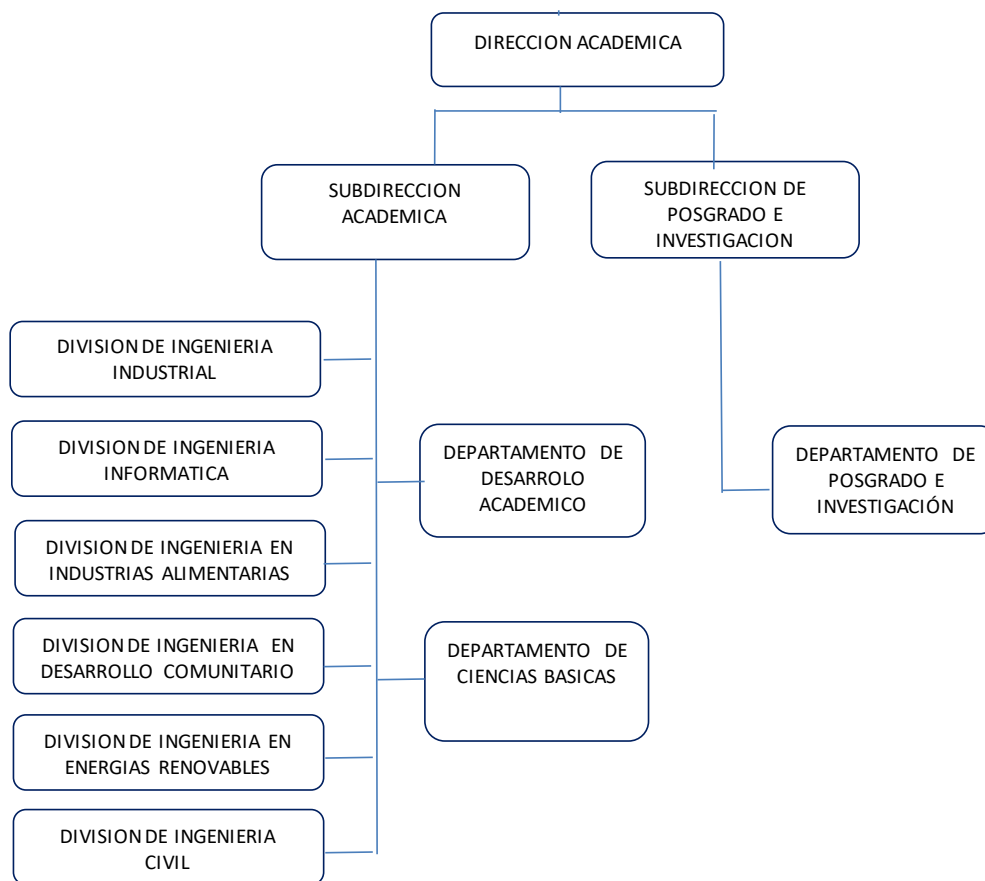 DIRECCION ACADEMICA
SUBDIRECCION
ACADEMICA
SUBDIRECCION DE
POSGRADO E
INVESTIGACION
DIVISION DE INGENIERIA
INDUSTRIAL
DIVISION DE INGENIERIA
INFORMATICA
DIVISION DE INGENIERIA EN
INDUSTRIAS ALIMENTARIAS
DIVISION DE INGENIERIA EN
DESARROLLO COMUNITARIO
DIVISION DE INGENIERIA EN
ENERGIAS RENOVABLES
DIVISION DE INGENIERIA
CIVIL
DEPARTAMENTO DE
DESARROLO
ACADEMICO
DEPARTAMENTO DE
CIENCIAS BASICAS
DEPARTAMENTO DE
POSGRADO E
INVESTIGACIÓN